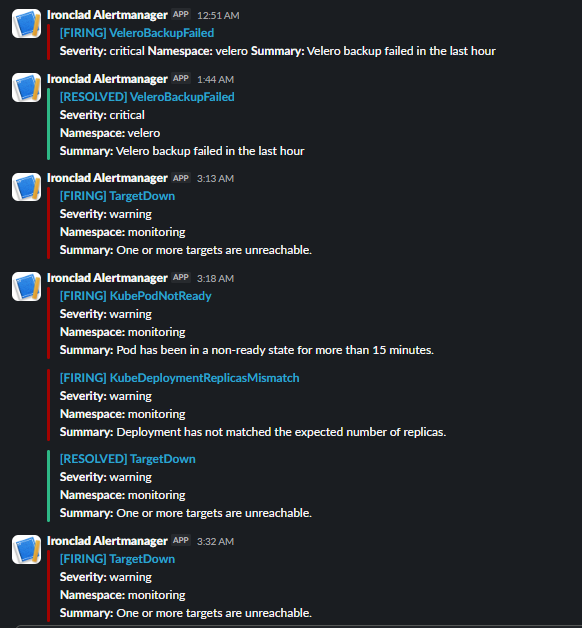 Ironclad Alertmanager APP 12:51 AM
[FIRING] VeleroBackupFailed
Severity: critical Namespace: velero Summary: Velero backup failed in the last hour
Ironclad Alertmanager APP 1:44 AM
[RESOLVED] VeleroBackupFailed
Severity: critical
Namespace: velero
Summary: Velero backup failed in the last hour
Ironclad Alertmanager APP 3:13 AM
[FIRING] TargetDown
Severity: warning
Namespace: monitoring
Summary: One or more targets are unreachable.
Ironclad Alertmanager APP 3:18 AM
[FIRING] KubePodNotReady
Severity: warning
Namespace: monitoring
Summary: Pod has been in a non-ready state for more than 15 minutes.
[FIRING] KubeDeploymentReplicasMismatch
Severity: warning
Namespace: monitoring
Summary: Deployment has not matched the expected number of replicas.
[RESOLVED] TargetDown
Severity: warning
Namespace: monitoring
Summary: One or more targets are unreachable.
Ironclad Alertmanager APP 3:32 AM
[FIRING] TargetDown
Severity: warning
Namespace: monitoring
Summary: One or more targets are unreachable.